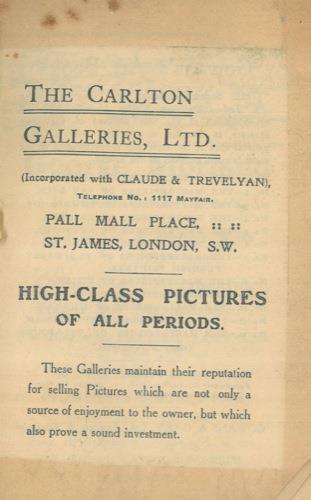 THE CARLTON
GALLERIES, LTD.
(Incorporated with CLAUDE & TREVELYAN),
TELEPHONE NO.: 1117 MAYFAIR.
PALL MALL PLACE, :: ::
ST. JAMES, LONDON, S.W.
HIGH-CLASS PICTURES
OF ALL PERIODS.
These Galleries maintain their reputation
for selling Pictures which are not only a
source of enjoyment to the owner, but which
also prove a sound investment.